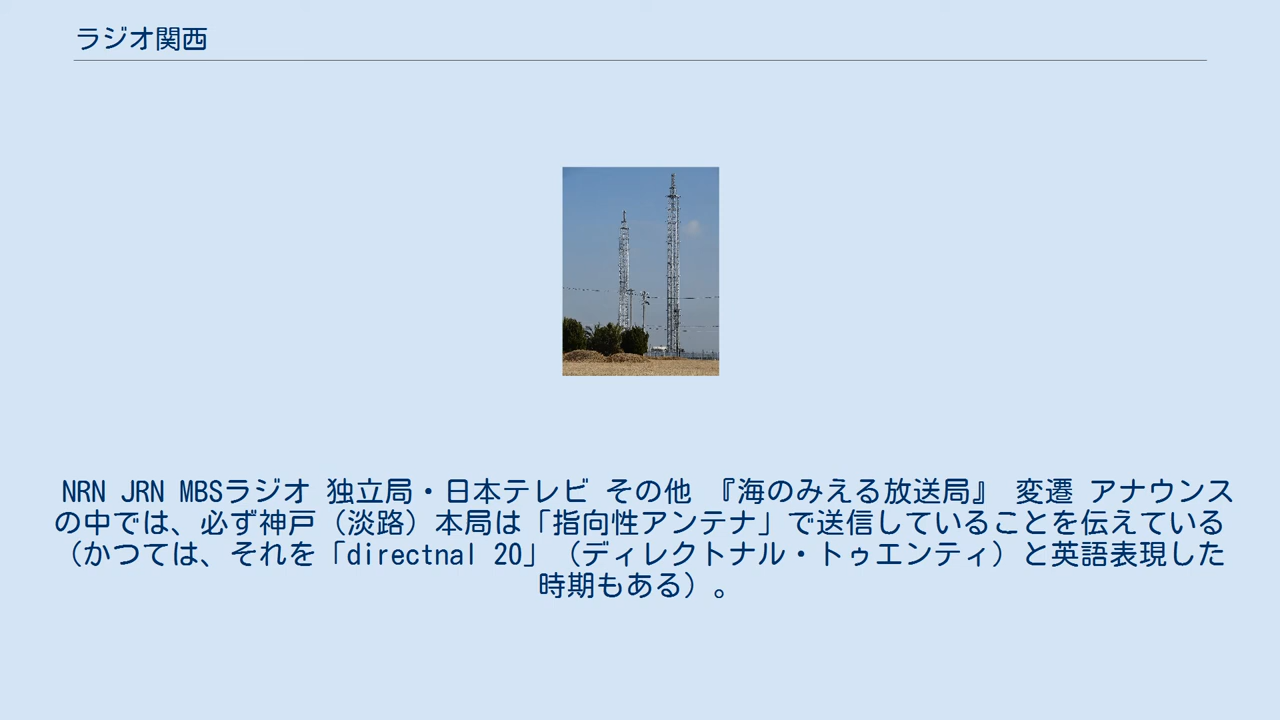 ラジオ関西
NRN JRN MBSラジオ 独立局・日本テレビ その他 『海のみえる放送局』 変遷 アナウンス
の中では、必ず神戸（淡路）本局は「指向性アンテナ」で送信していることを伝えている
（かつては、それを「directnal 20」（ディレクトナル・トゥエンティ）と英語表現した
時期もある）。